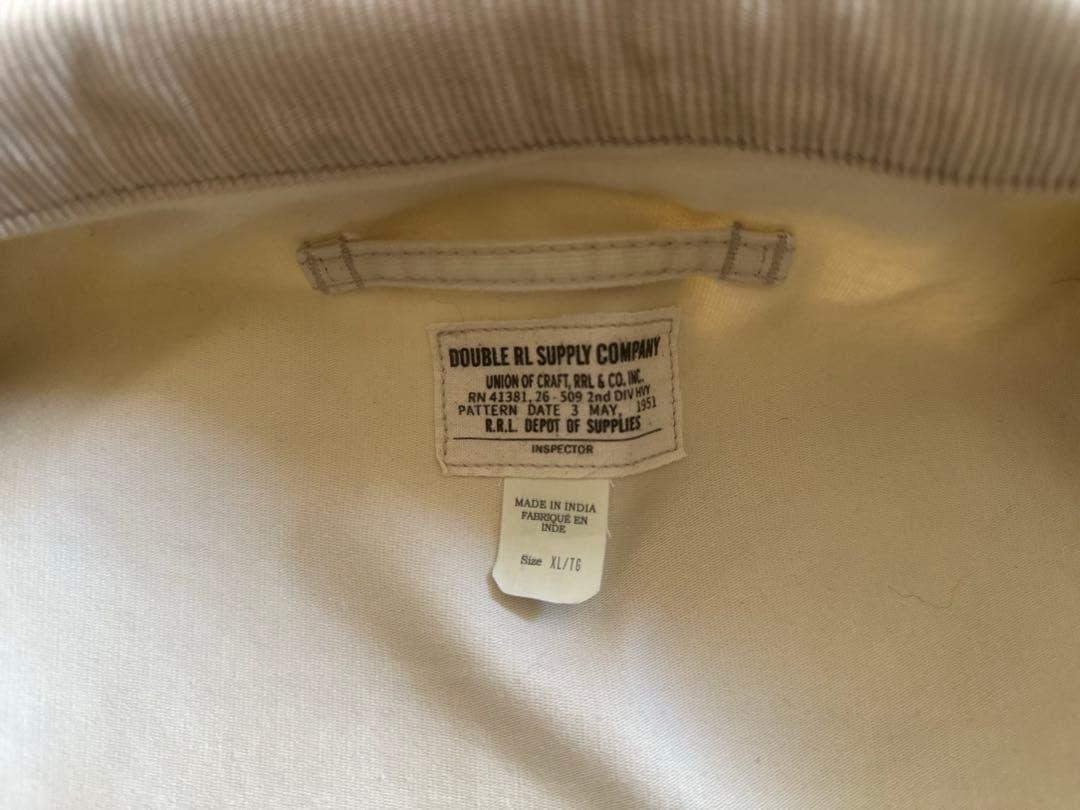 DOUBLE RL SUPPLY COMPANY
UNION OF CRAFT, RRL & CO. INC.
RN 41381, 26-509 2nd DIV HVY
PATTERN DATE 3 MAY, 1951
R.R.L. DEPOT OF SUPPLIES
INSPECTOR
MADE IN INDIA
FABRIQUÉ EN
INDE
Size XL/TG